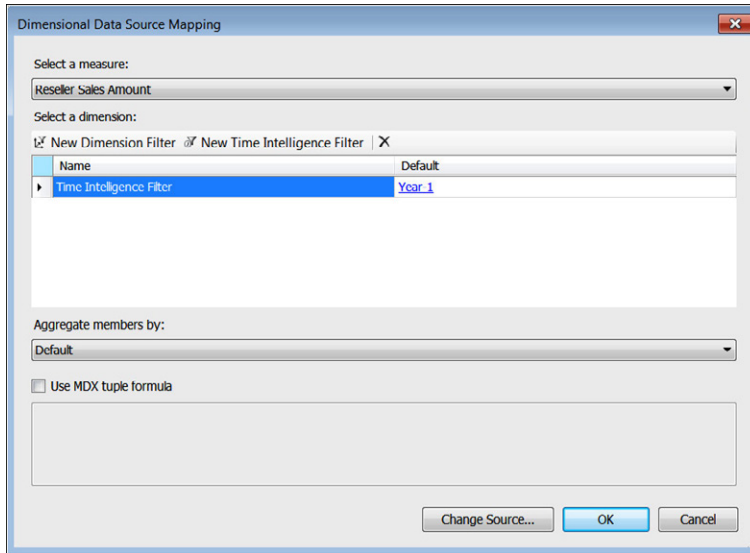 Dimensional Data Source Mapping
Select a measure:
Reseller Sales Amount
Select a dimension:
New Dimension Filter New Time Intelligence Filter
Name Default
Time Intelligence Filter Year 1
Aggregate members by:
Default
Use MDX tuple formula
Change Source... OK Cancel